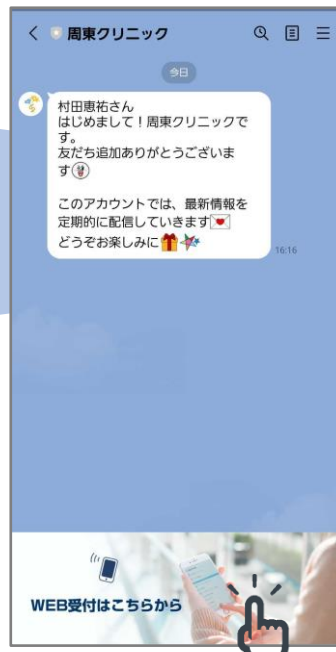 周東クリニック
今日
村田恵祐さん
はじめまして！周東クリニックで
す。
友だち追加ありがとうございま
す
このアカウントでは、最新情報を
定期的に配信していきます
どうぞお楽しみに
16:16
WEB受付はこちらから